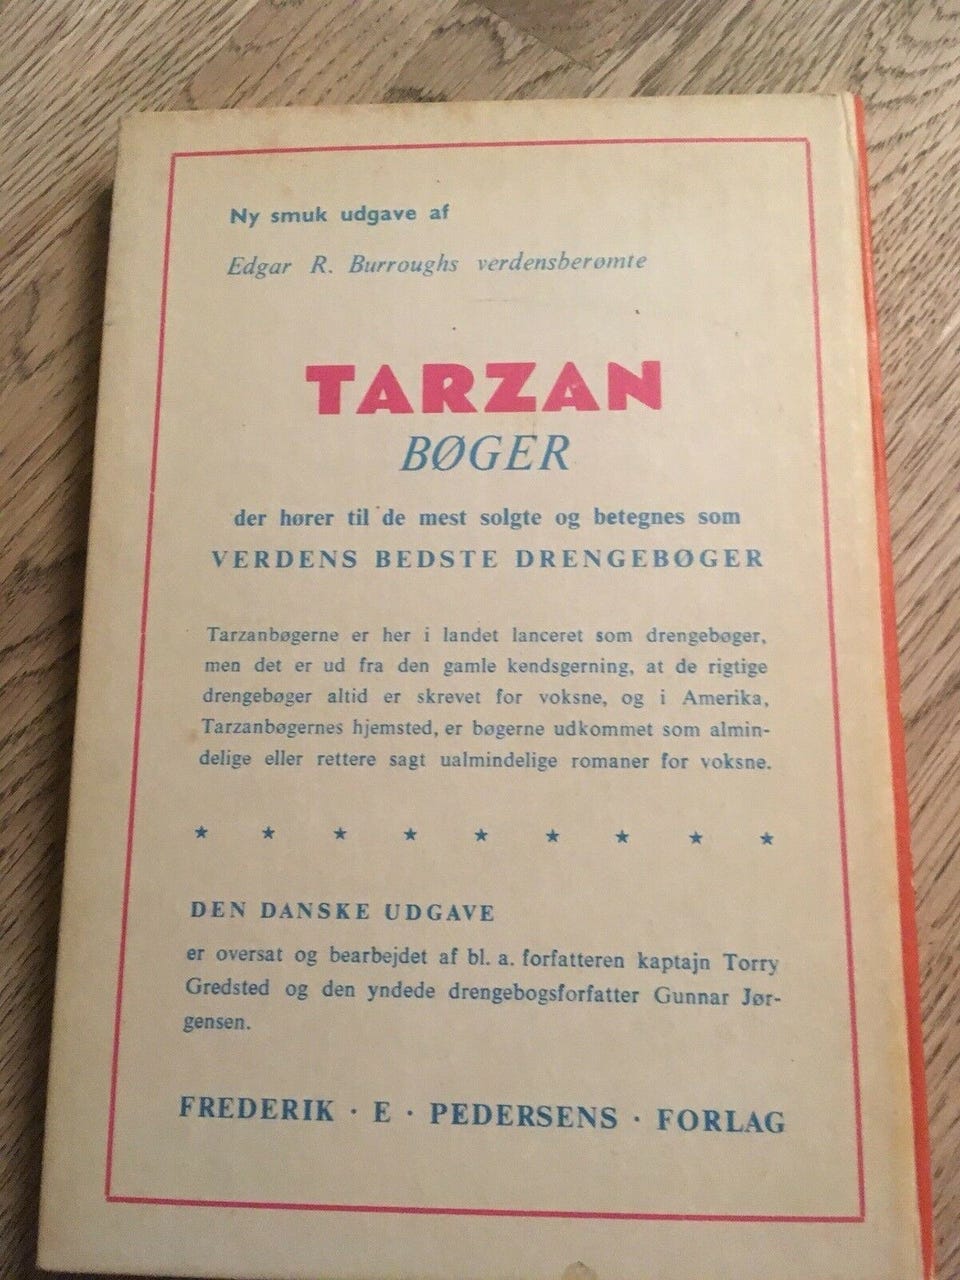 Ny smuk udgave af
Edgar R. Burroughs verdensberømte
TARZAN
BØGER
der hører til de mest solgte og betegnes som
VERDENS BEDSTE DRENGEBØGER
Tarzanbøgerne er her i landet lanceret som drengebøger,
men det er ud fra den gamle kendsgerning, at de rigtige
drengebøger altid er skrevet for voksne, og i Amerika,
Tarzanbøgernes hjemsted, er bøgerne udkommet som almin-
delige eller rettere sagt ualmindelige romaner for voksne.
★ ★ ★ ★ ★ ★ ★ ★ ★
DEN DANSKE UDGAVE
er oversat og bearbejdet af bl. a. forfatteren kaptajn Torry
Gredsted og den yndede drengebogsforfatter Gunnar Jør-
gensen.
FREDERIK · E · PEDERSENS · FORLAG